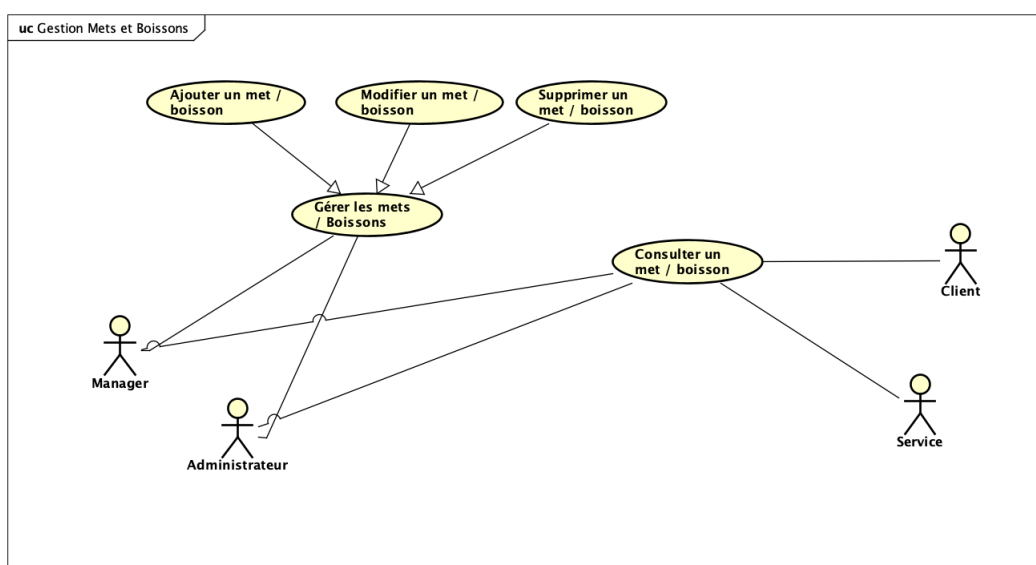 uc Gestion Mets et Boissons
Ajouter un met /
boisson
Modifier un met /
boisson
Supprimer un
met / boisson
Gérer les mets
/ Boissons
Consulter un
met / boisson
Client
Manager
Service
Administrateur